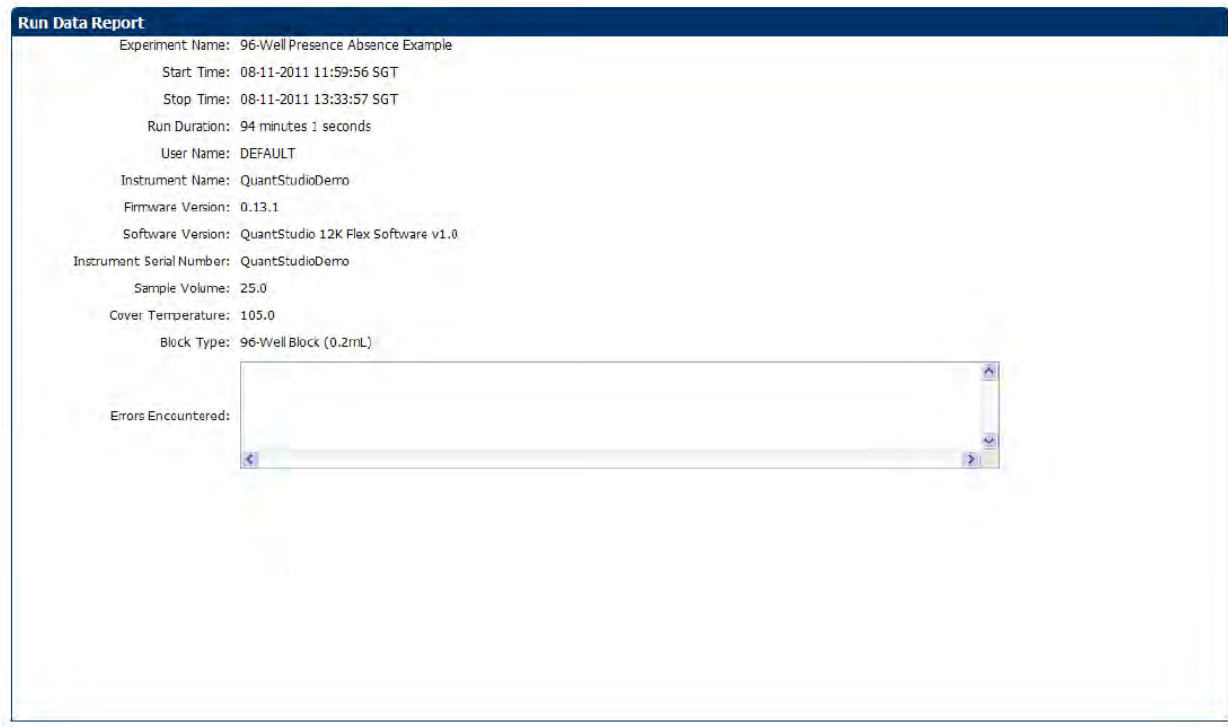 Run Data Report
Experiment Name: 96-Well Presence Absence Example
Start Time: 08-11-2011 11:59:56 SGT
Stop Time: 08-11-2011 13:33:57 SGT
Run Duration: 94 minutes 1 seconds
User Name: DEFAULT
Instrument Name: QuantStudioDemo
Firmware Version: 0.13.1
Software Version: QuantStudio 12K Flex Software v1.0
Instrument Serial Number: QuantStudioDemo
Sample Volume: 25.0
Cover Temperature: 105.0
Block Type: 96-Well Block (0.2mL)
Errors Encountered: